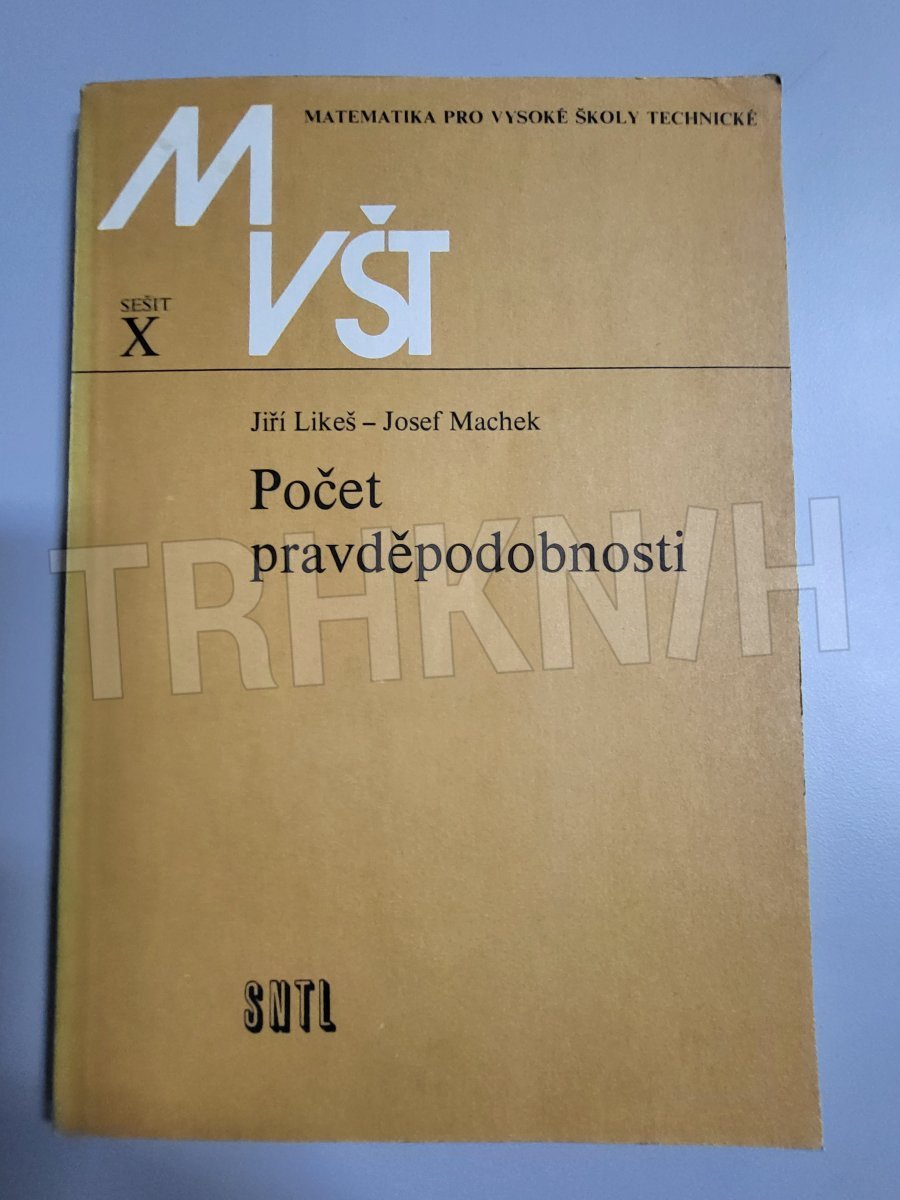 MATEMATIKA PRO VYSOKÉ ŠKOLY TECHNICKÉ
M
VŠT
SEŠIT
X
Jiří Likeš – Josef Machek
Počet
pravděpodobnosti
TRHKNIH
SNTL